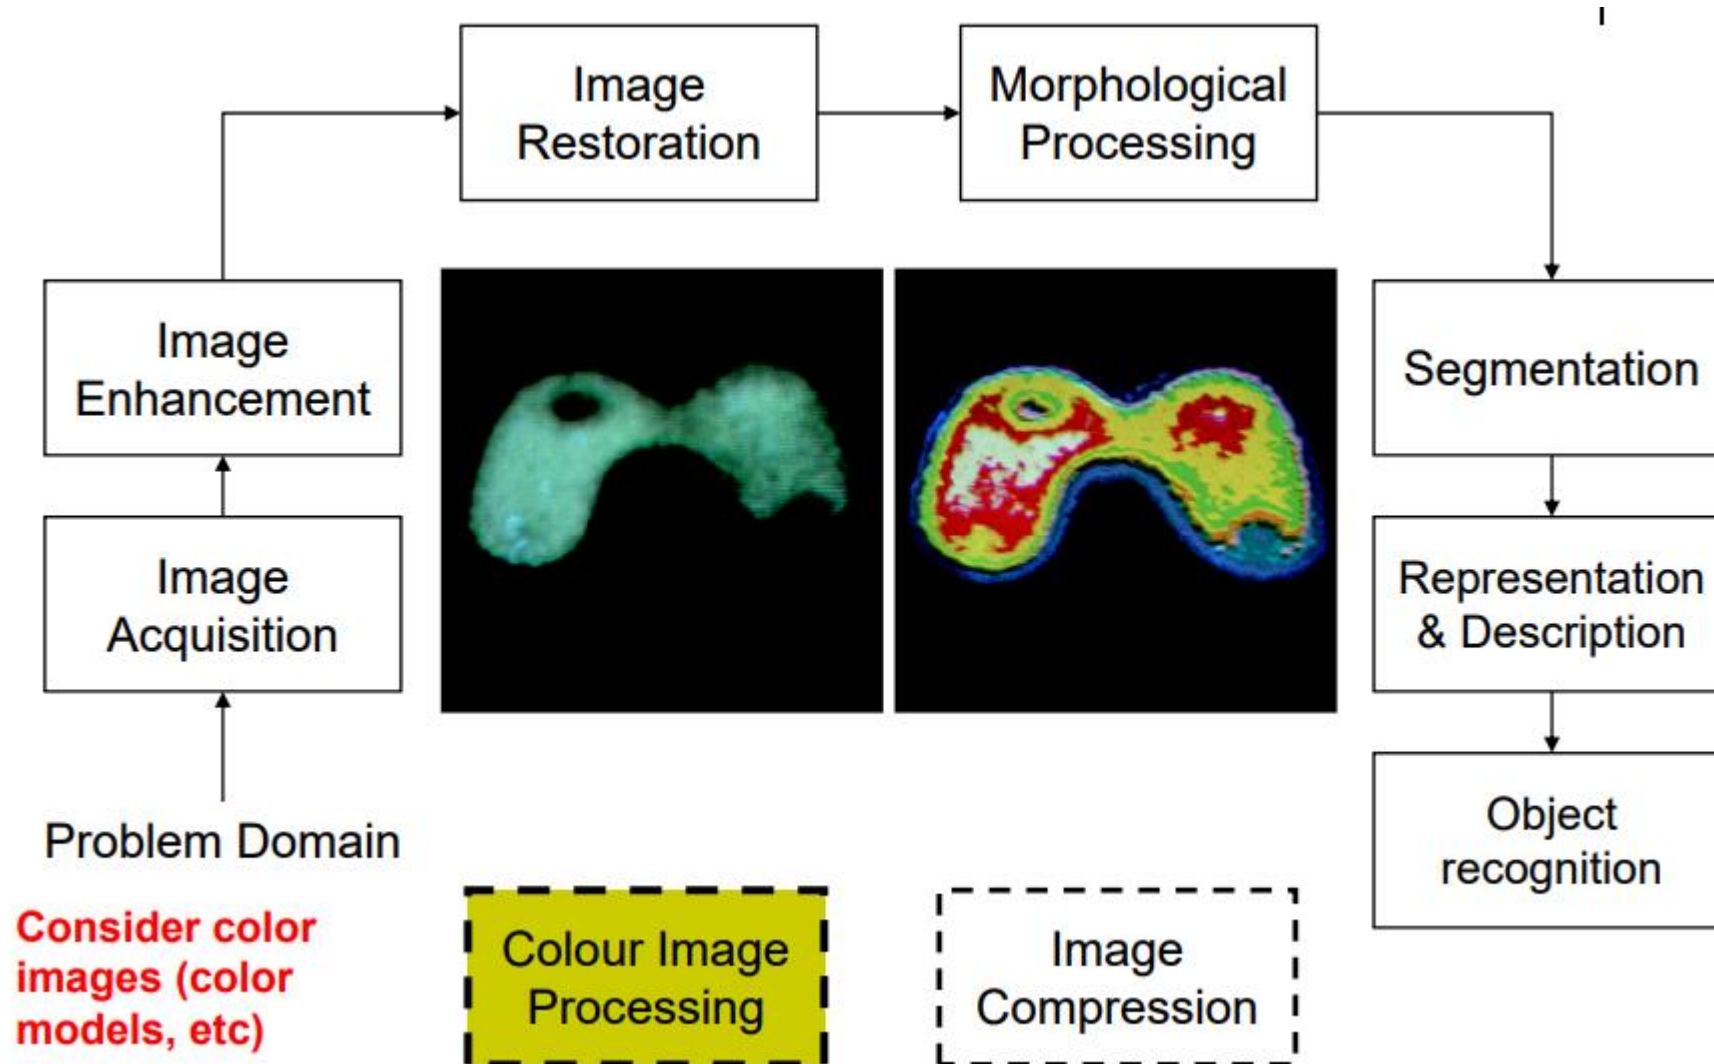 Image
Restoration
Morphological
Processing
Image
Enhancement
Segmentation
Image
Acquisition
Representation
& Description
Problem Domain
Object
recognition
Consider color
images (color
models, etc)
Colour Image
Processing
Image
Compression